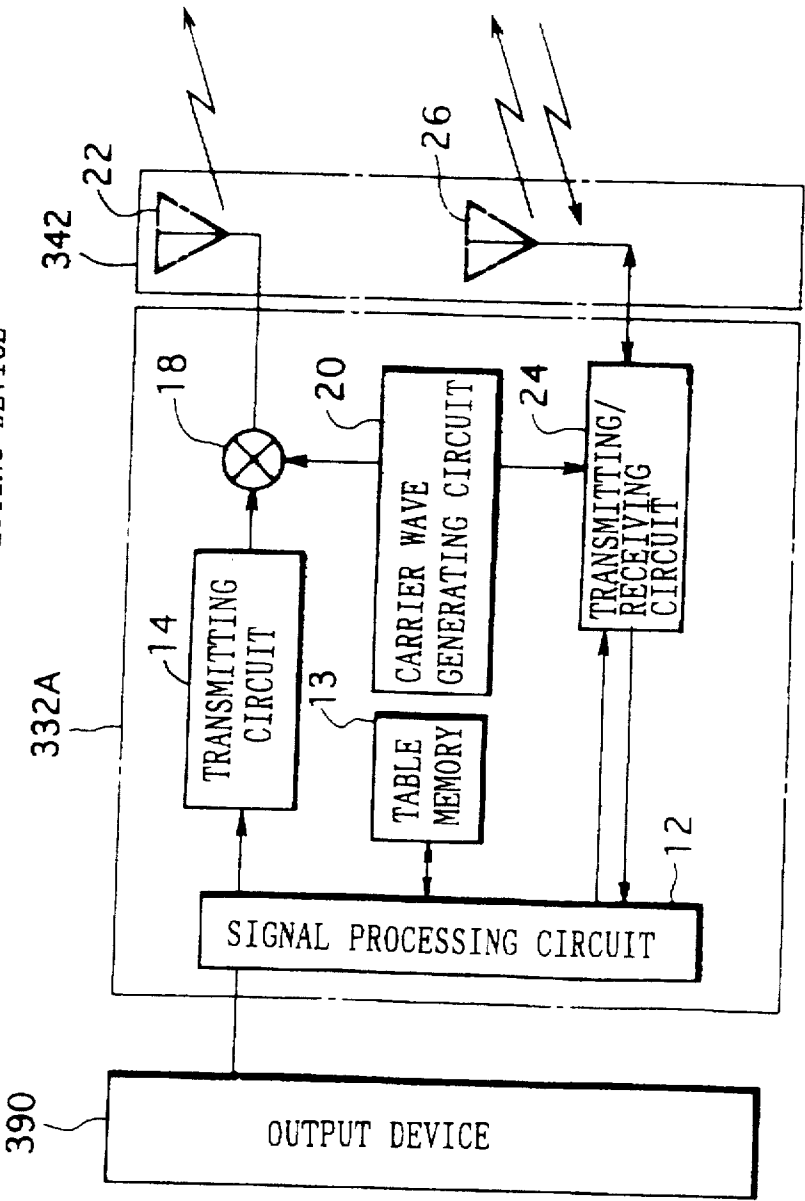 DEVICE
342
22
26
332A
18
14
TRANSMITTING
CIRCUIT
20
CARRIER WAVE
GENERATING CIRCUIT
24
TRANSMITTING/
RECEIVING
CIRCUIT
13
TABLE
MEMORY
12
SIGNAL PROCESSING CIRCUIT
390
OUTPUT DEVICE